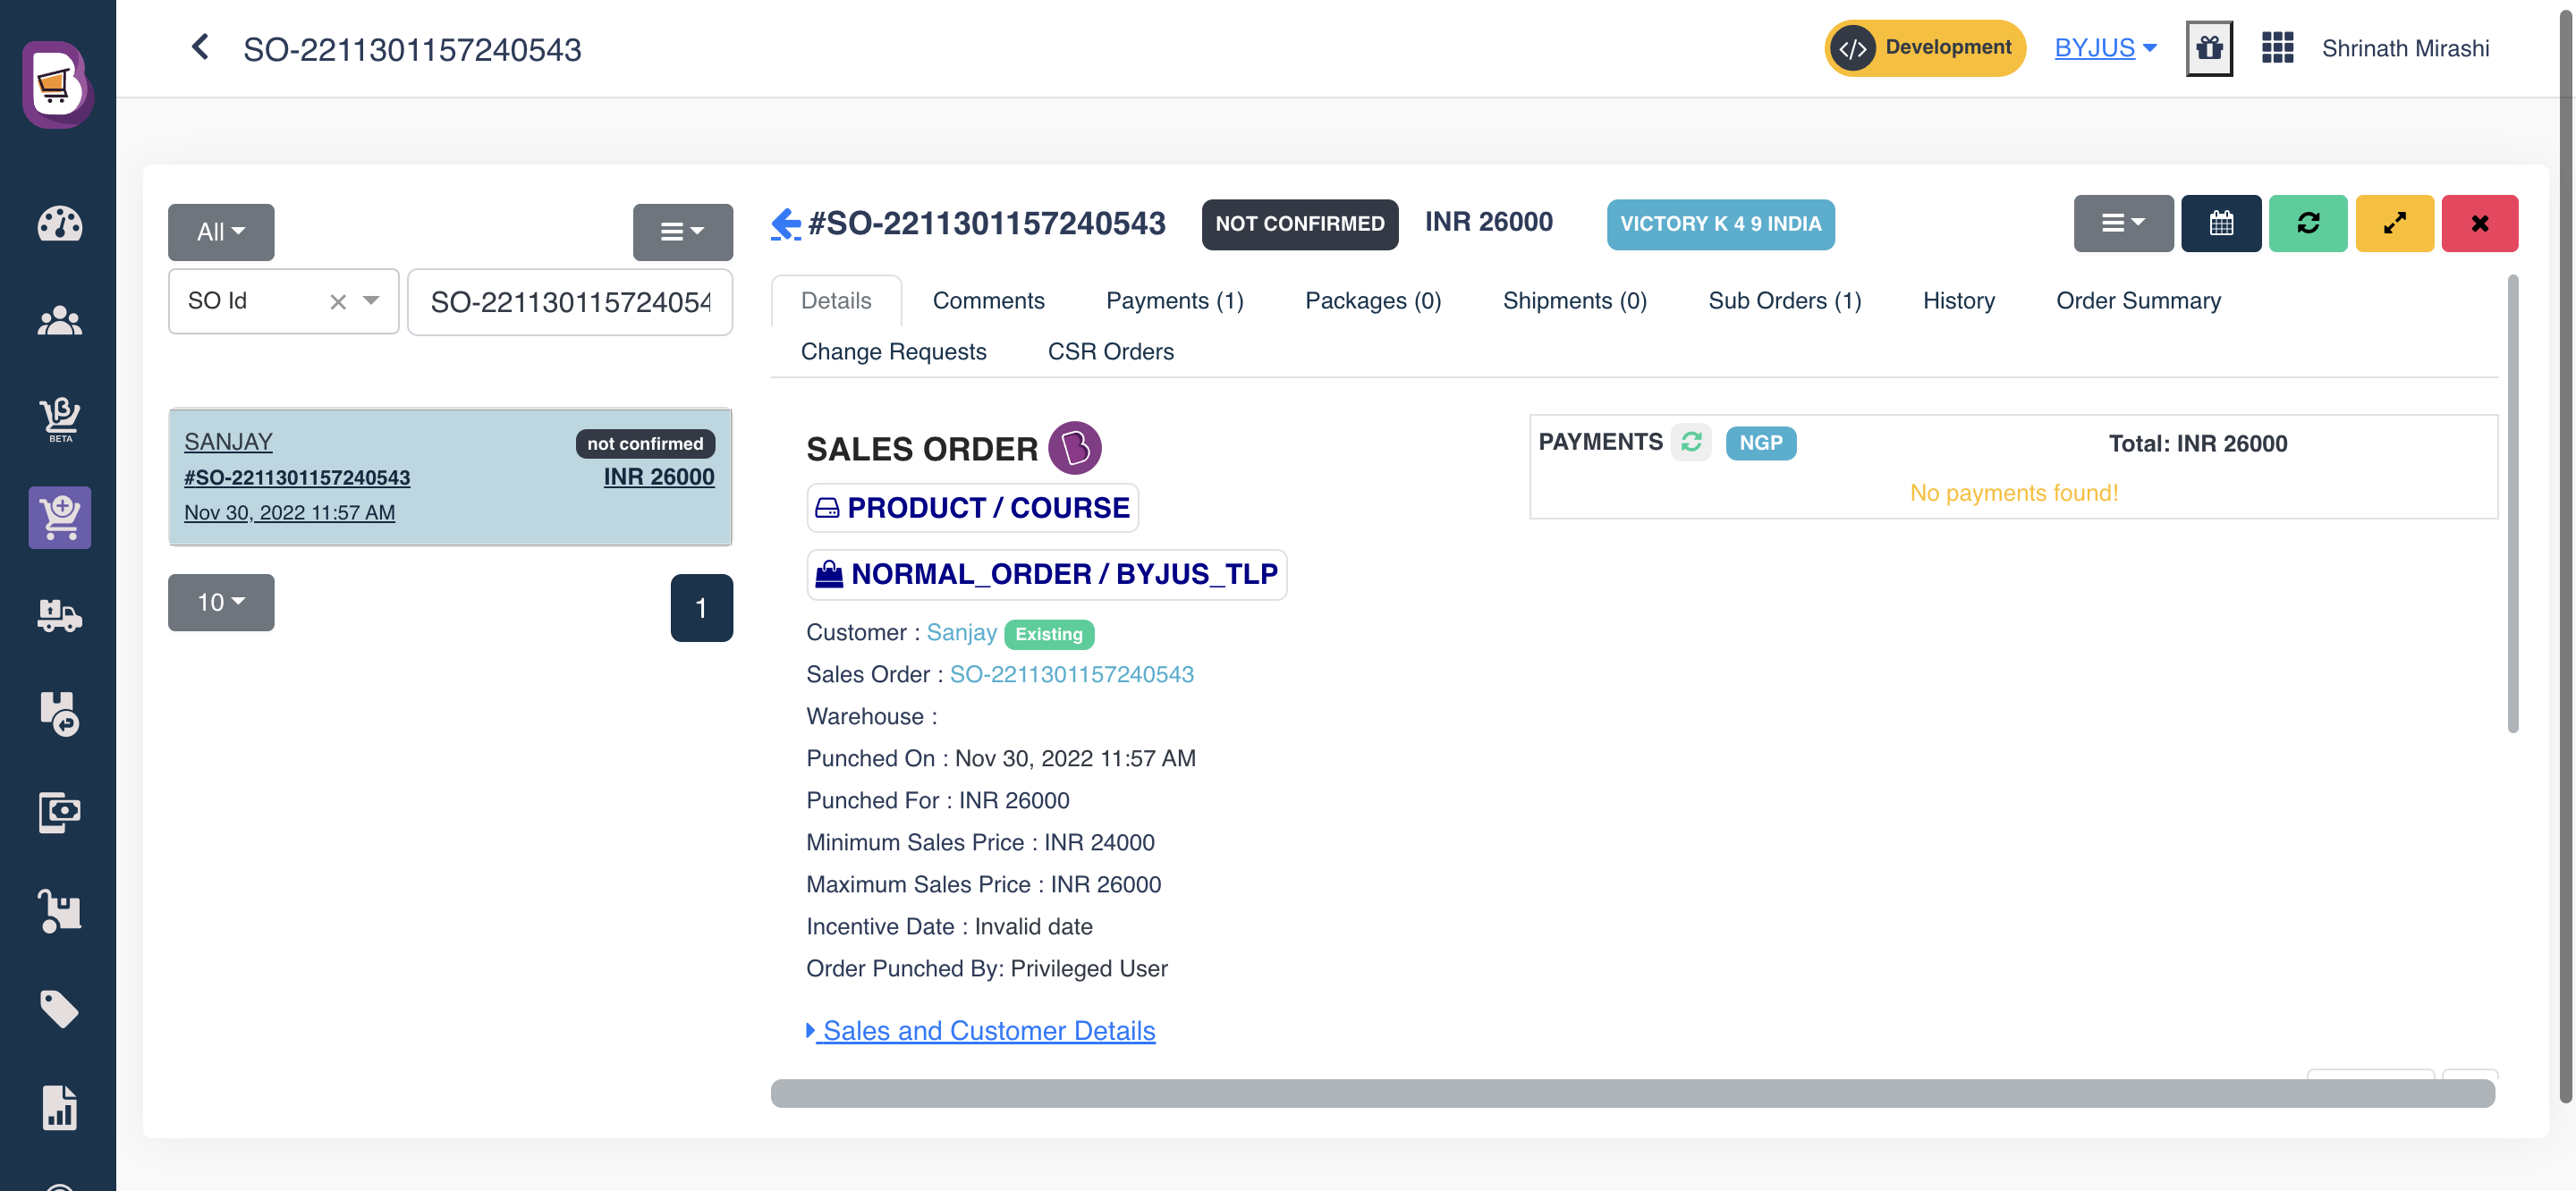 SO-2211301157240543
Development
BYJUS
Shrinath Mirashi
BETA
All
SO Id
SO-221130115724054
SANJAY
not confirmed
#SO-2211301157240543
INR 26000
Nov 30, 2022 11:57 AM
10
1
#SO-2211301157240543
NOT CONFIRMED
INR 26000
VICTORY K 4 9 INDIA
Details
Comments
Payments (1)
Packages (0)
Shipments (0)
Sub Orders (1)
History
Order Summary
Change Requests
CSR Orders
SALES ORDER
PRODUCT / COURSE
NORMAL_ORDER / BYJUS_TLP
Customer : Sanjay Existing
Sales Order : SO-2211301157240543
Warehouse :
Punched On : Nov 30, 2022 11:57 AM
Punched For : INR 26000
Minimum Sales Price : INR 24000
Maximum Sales Price : INR 26000
Incentive Date : Invalid date
Order Punched By: Privileged User
Sales and Customer Details
PAYMENTS
NGP
Total: INR 26000
No payments found!